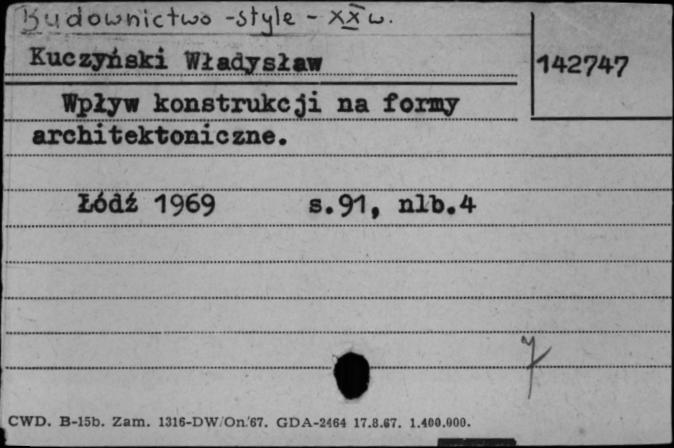 Budownictwo - style - XX w.
Kuczyński Władysław
142747
Wpływ konstrukcji na formy
architektoniczne.
Łódź 1969 s.91, nlb.4
CWD. B-15b. Zam. 1316-DW/On.'67. GDA-2464 17.8.67. 1.400.000.